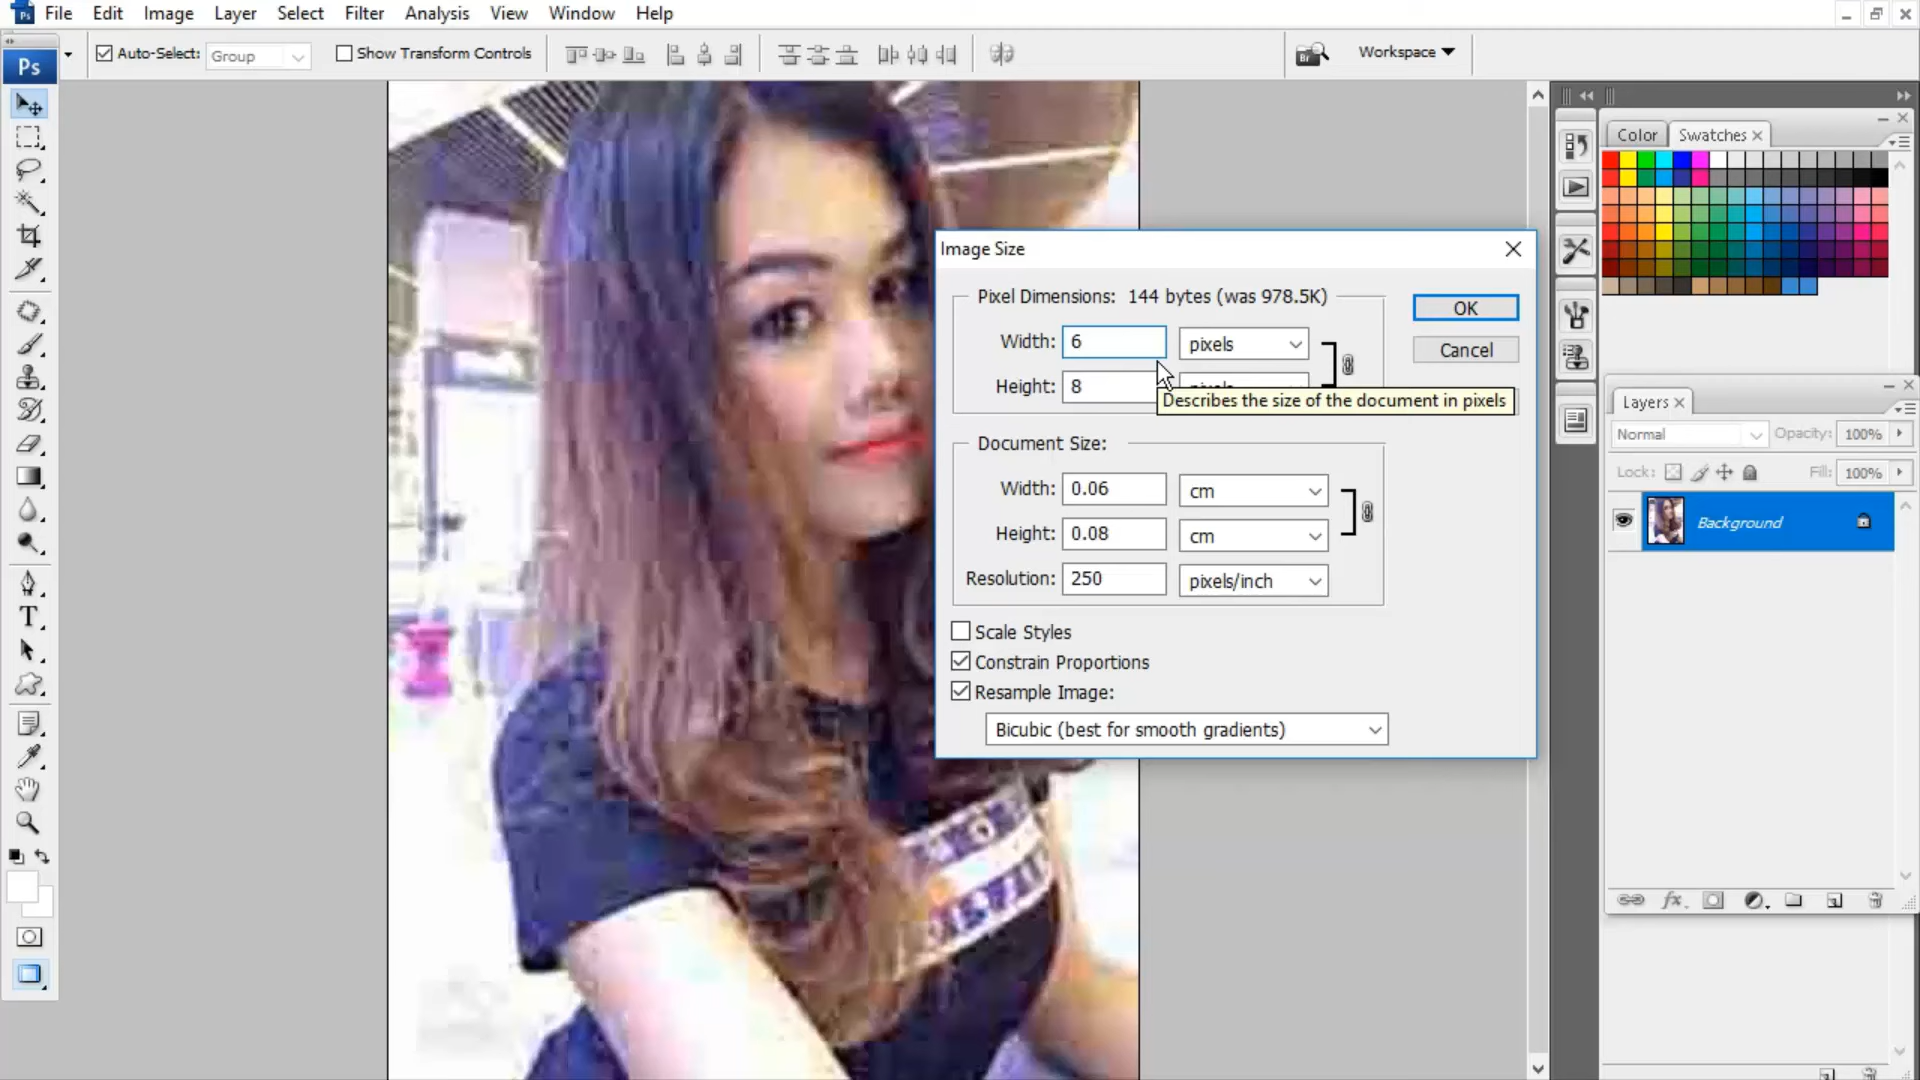 Ps File Edit Image Layer Select Filter Analysis View Window Help
Auto-Select: Group Show Transform Controls Br Workspace
Ps
Color Swatches
Image Size
Pixel Dimensions: 144 bytes (was 978.5K)
OK
Width: 6 pixels
Cancel
Height: 8 pixels
Describes the size of the document in pixels
Document Size:
Width: 0.06 cm
Height: 0.08 cm
Resolution: 250 pixels/inch
Scale Styles
Constrain Proportions
Resample Image:
Bicubic (best for smooth gradients)
Layers
Normal Opacity: 100%
Lock: Fill: 100%
Background
T
fx.